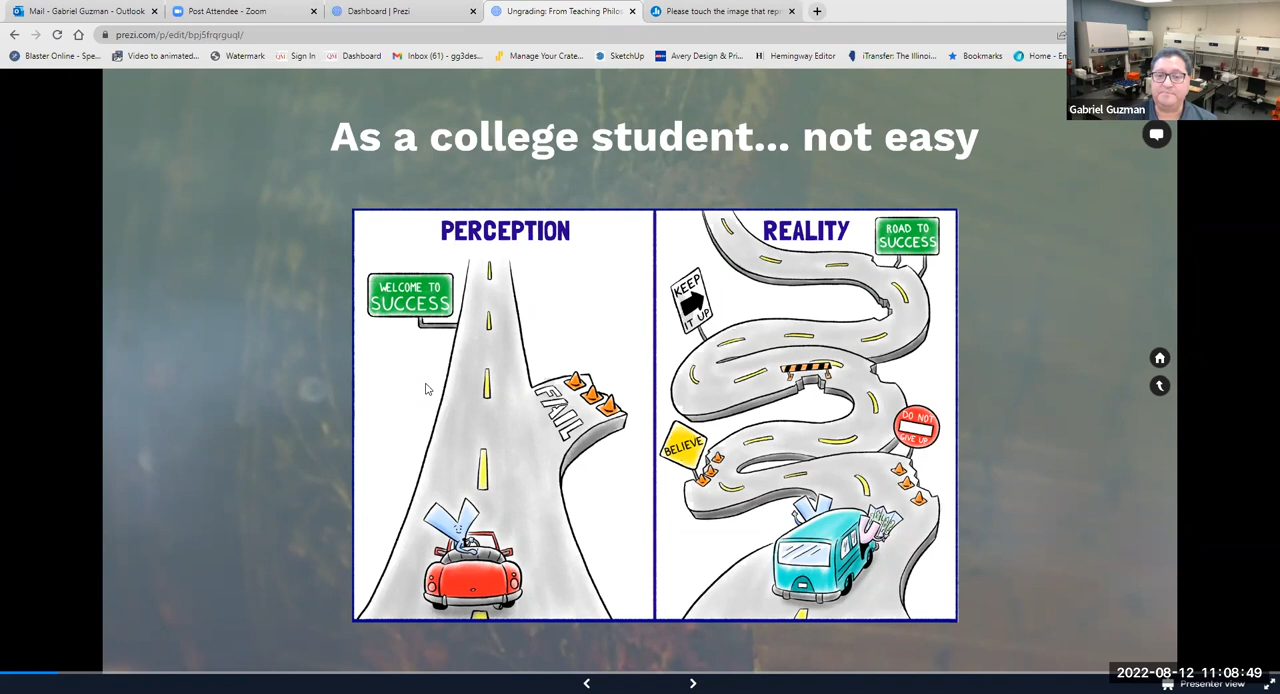 Mail - Gabriel Guzman - Outlook
Post Attendee - Zoom
Dashboard | Prezi
Ungrading: From Teaching Philos
Please touch the image that rep
prezi.com/p/edit/bpj5frqrguql/
Blaster Online - Spe...
Video to animated...
Watermark
Sign In
Dashboard
Inbox (61) - gg3des...
Manage Your Crate...
SketchUp
Avery Design & Pri...
Hemingway Editor
iTransfer: The Illinoi...
Bookmarks
Home - En
Gabriel Guzman
As a college student... not easy
PERCEPTION
WELCOME TO
SUCCESS
FAIL
REALITY
ROAD TO
SUCCESS
KEEP
IT UP
DO NOT
GIVE UP
BELIEVE
2022-08-12 11:08:49
Presenter view